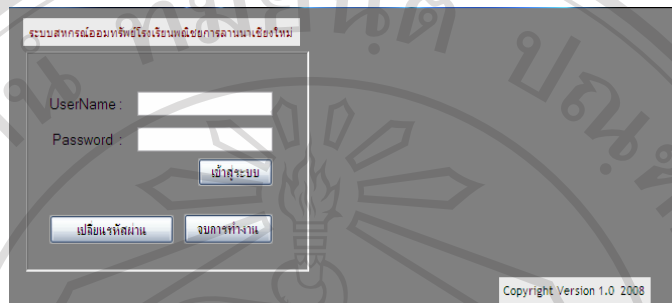 ระบบสหกรณ์ออมทรัพย์โรงเรียนพณิชยการลานนาเชียงใหม่
UserName :
Password :
เข้าสู่ระบบ
เปลี่ยนรหัสผ่าน
จบการทำงาน
Copyright Version 1.0 2008